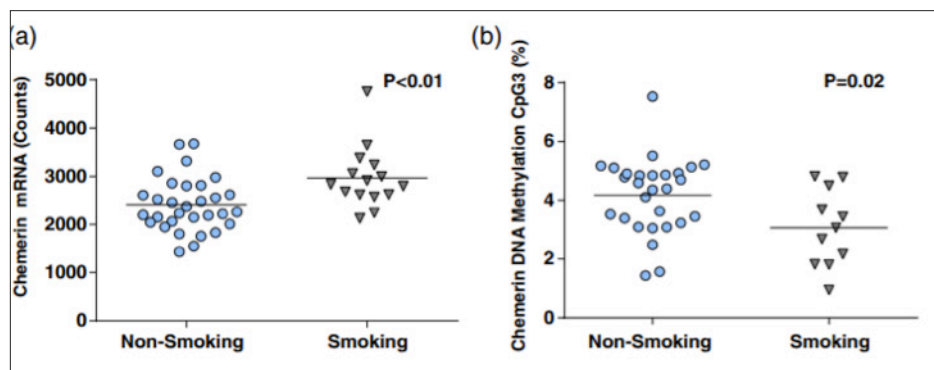 (a)
Chemerin mRNA (Counts)
5000
4000
3000
2000
1000
0
P<0.01
Non-Smoking
Smoking
(b)
Chemerin DNA Methylation CpG3 (%)
8
6
4
2
0
P=0.02
Non-Smoking
Smoking